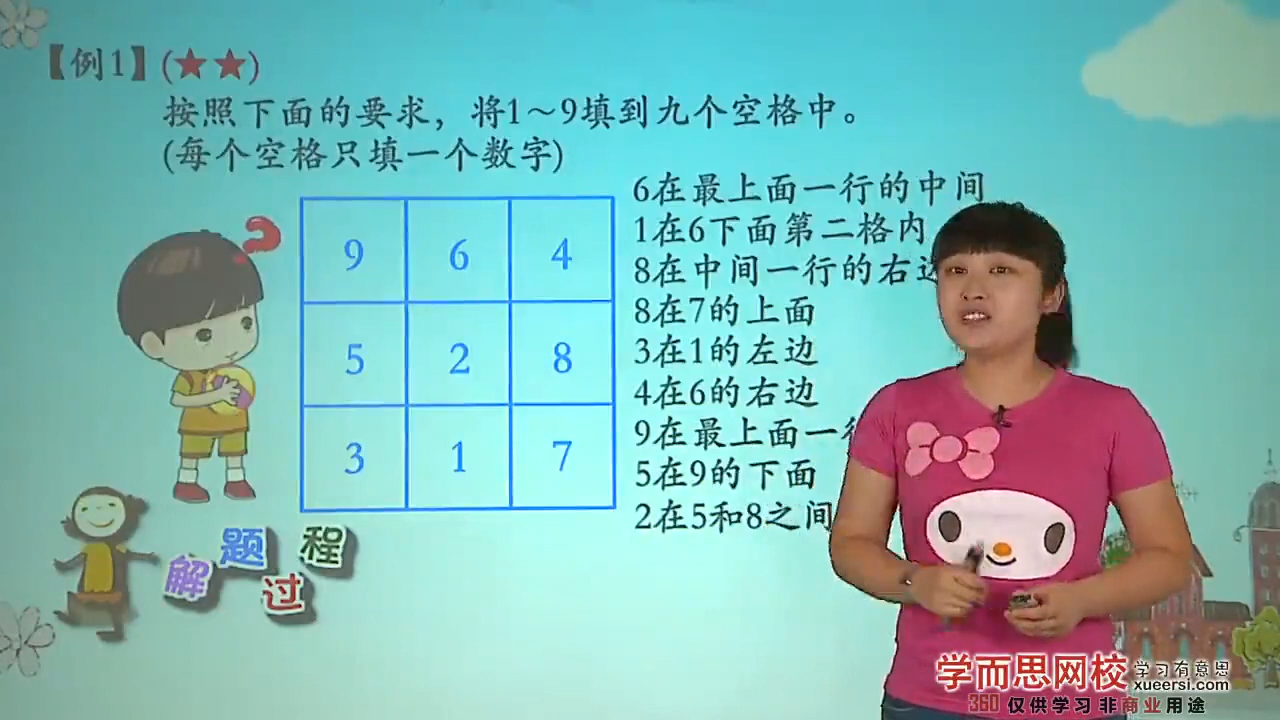 【例1】(★★)
按照下面的要求，将1～9填到九个空格中。
(每个空格只填一个数字)
6在最上面一行的中间
1在6下面第二格内
8在中间一行的右
8在7的上面
3在1的左边
4在6的右边
9在最上面一
5在9的下面
2在5和8之间
9 6 4
5 2 8
3 1 7
解题过程
学而思网校 学习有意思
xueersi.com
360 仅供学习 非商业用途